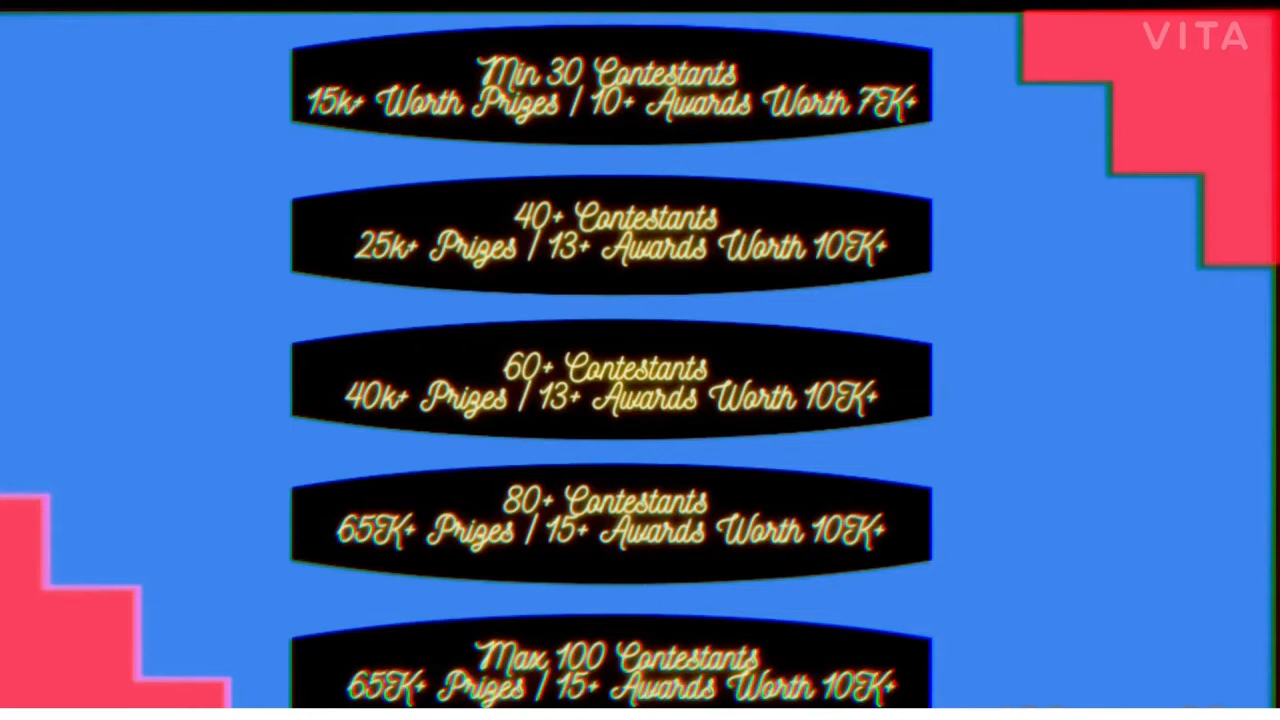 VITA
Min 30 Contestants
15k+ Worth Prizes / 10+ Awards Worth 7K+
40+ Contestants
25k+ Prizes / 13+ Awards Worth 10K+
60+ Contestants
40k+ Prizes / 13+ Awards Worth 10K+
80+ Contestants
65K+ Prizes / 15+ Awards Worth 10K+
Max 100 Contestants
65K+ Prizes / 15+ Awards Worth 10K+